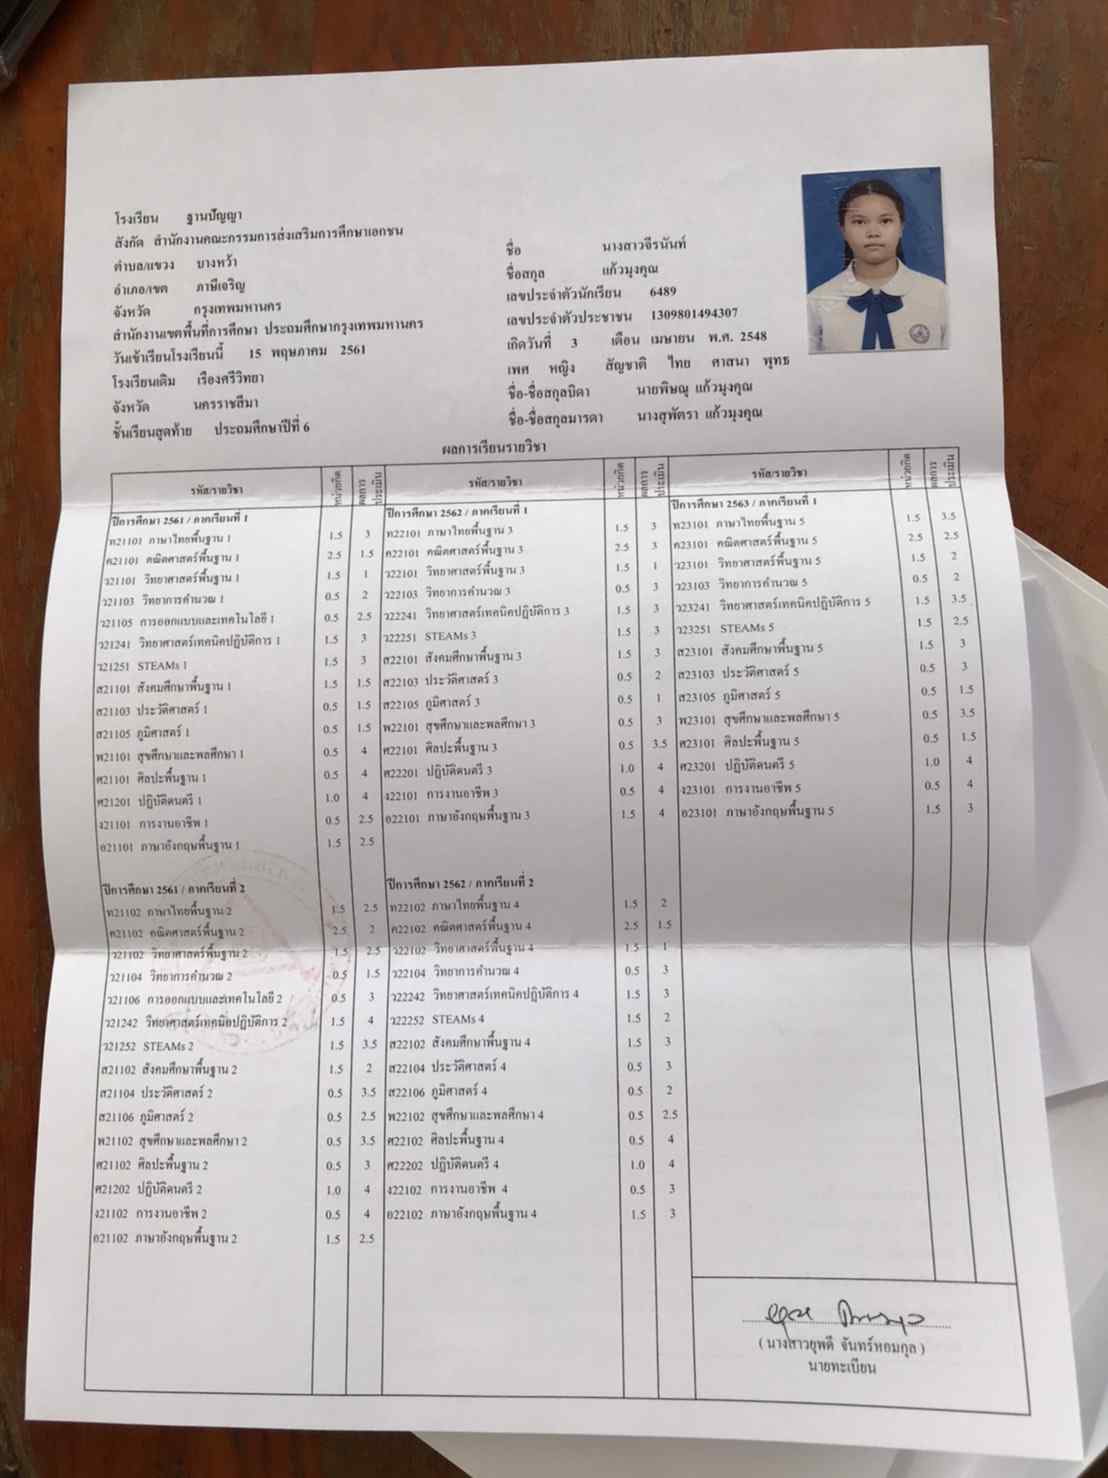 โรงเรียน ฐานปัญญา
สังกัด สำนักงานคณะกรรมการส่งเสริมการศึกษาเอกชน
ตำบล/แขวง บางหว้า
อำเภอ/เขต ภาษีเจริญ
จังหวัด กรุงเทพมหานคร
สำนักงานเขตพื้นที่การศึกษา ประถมศึกษากรุงเทพมหานคร
วันเข้าเรียนโรงเรียนนี้ 15 พฤษภาคม 2561
โรงเรียนเดิม เรืองศรีวิทยา
จังหวัด นครราชสีมา
ชั้นเรียนสุดท้าย ประถมศึกษาปีที่ 6
ชื่อ นางสาวจีรนันท์
ชื่อสกุล แก้วมุงคุณ
เลขประจำตัวนักเรียน 6489
เลขประจำตัวประชาชน 1309801494307
เกิดวันที่ 3 เดือน เมษายน พ.ศ. 2548
เพศ หญิง สัญชาติ ไทย ศาสนา พุทธ
ชื่อ-ชื่อสกุลบิดา นายพิษณุ แก้วมุงคุณ
ชื่อ-ชื่อสกุลมารดา นางสุพัตรา แก้วมุงคุณ
ผลการเรียนรายวิชา
รหัส/รายวิชา หน่วยกิต ผลการประเมิน
ปีการศึกษา 2561 / ภาคเรียนที่ 1
ท21101 ภาษาไทยพื้นฐาน 1 1.5 3
ค21101 คณิตศาสตร์พื้นฐาน 1 2.5 1.5
ว21101 วิทยาศาสตร์พื้นฐาน 1 1.5 1
ว21103 วิทยาการคำนวณ 1 0.5 2
ว21105 การออกแบบและเทคโนโลยี 1 0.5 2.5
ว21241 วิทยาศาสตร์เทคนิคปฏิบัติการ 1 1.5 3
ว21251 STEAMs 1 1.5 3
ส21101 สังคมศึกษาพื้นฐาน 1 1.5 1.5
ส21103 ประวัติศาสตร์ 1 0.5 1.5
ส21105 ภูมิศาสตร์ 1 0.5 1.5
พ21101 สุขศึกษาและพลศึกษา 1 0.5 4
ศ21101 ศิลปะพื้นฐาน 1 0.5 4
ศ21201 ปฏิบัติดนตรี 1 1.0 4
ง21101 การงานอาชีพ 1 0.5 2.5
อ21101 ภาษาอังกฤษพื้นฐาน 1 1.5 2.5
ปีการศึกษา 2561 / ภาคเรียนที่ 2
ท21102 ภาษาไทยพื้นฐาน 2 1.5 2.5
ค21102 คณิตศาสตร์พื้นฐาน 2 2.5 2
ว21102 วิทยาศาสตร์พื้นฐาน 2 1.5 2.5
ว21104 วิทยาการคำนวณ 2 0.5 1.5
ว21106 การออกแบบและเทคโนโลยี 2 0.5 3
ว21242 วิทยาศาสตร์เทคนิคปฏิบัติการ 2 1.5 4
ว21252 STEAMs 2 1.5 3.5
ส21102 สังคมศึกษาพื้นฐาน 2 1.5 2
ส21104 ประวัติศาสตร์ 2 0.5 3.5
ส21106 ภูมิศาสตร์ 2 0.5 2.5
พ21102 สุขศึกษาและพลศึกษา 2 0.5 3.5
ศ21102 ศิลปะพื้นฐาน 2 0.5 3
ศ21202 ปฏิบัติดนตรี 2 1.0 4
ง21102 การงานอาชีพ 2 0.5 4
อ21102 ภาษาอังกฤษพื้นฐาน 2 1.5 2.5
รหัส/รายวิชา หน่วยกิต ผลการประเมิน
ปีการศึกษา 2562 / ภาคเรียนที่ 1
ท22101 ภาษาไทยพื้นฐาน 3 1.5 3
ค22101 คณิตศาสตร์พื้นฐาน 3 2.5 3
ว22101 วิทยาศาสตร์พื้นฐาน 3 1.5 1
ว22103 วิทยาการคำนวณ 3 0.5 3
ว22241 วิทยาศาสตร์เทคนิคปฏิบัติการ 3 1.5 3
ว22251 STEAMs 3 1.5 3
ส22101 สังคมศึกษาพื้นฐาน 3 1.5 3
ส22103 ประวัติศาสตร์ 3 0.5 2
ส22105 ภูมิศาสตร์ 3 0.5 1
พ22101 สุขศึกษาและพลศึกษา 3 0.5 3
ศ22101 ศิลปะพื้นฐาน 3 0.5 3.5
ศ22201 ปฏิบัติดนตรี 3 1.0 4
ง22101 การงานอาชีพ 3 0.5 4
อ22101 ภาษาอังกฤษพื้นฐาน 3 1.5 4
ปีการศึกษา 2562 / ภาคเรียนที่ 2
ท22102 ภาษาไทยพื้นฐาน 4 1.5 2
ค22102 คณิตศาสตร์พื้นฐาน 4 2.5 1.5
ว22102 วิทยาศาสตร์พื้นฐาน 4 1.5 1
ว22104 วิทยาการคำนวณ 4 0.5 3
ว22242 วิทยาศาสตร์เทคนิคปฏิบัติการ 4 1.5 3
ว22252 STEAMs 4 1.5 2
ส22102 สังคมศึกษาพื้นฐาน 4 1.5 3
ส22104 ประวัติศาสตร์ 4 0.5 3
ส22106 ภูมิศาสตร์ 4 0.5 2
พ22102 สุขศึกษาและพลศึกษา 4 0.5 2.5
ศ22102 ศิลปะพื้นฐาน 4 0.5 4
ศ22202 ปฏิบัติดนตรี 4 1.0 4
ง22102 การงานอาชีพ 4 0.5 3
อ22102 ภาษาอังกฤษพื้นฐาน 4 1.5 3
รหัส/รายวิชา หน่วยกิต ผลการประเมิน
ปีการศึกษา 2563 / ภาคเรียนที่ 1
ท23101 ภาษาไทยพื้นฐาน 5 1.5 3.5
ค23101 คณิตศาสตร์พื้นฐาน 5 2.5 2.5
ว23101 วิทยาศาสตร์พื้นฐาน 5 1.5 2
ว23103 วิทยาการคำนวณ 5 0.5 2
ว23241 วิทยาศาสตร์เทคนิคปฏิบัติการ 5 1.5 3.5
ว23251 STEAMs 5 1.5 2.5
ส23101 สังคมศึกษาพื้นฐาน 5 1.5 3
ส23103 ประวัติศาสตร์ 5 0.5 3
ส23105 ภูมิศาสตร์ 5 0.5 1.5
พ23101 สุขศึกษาและพลศึกษา 5 0.5 3.5
ศ23101 ศิลปะพื้นฐาน 5 0.5 1.5
ศ23201 ปฏิบัติดนตรี 5 1.0 4
ง23101 การงานอาชีพ 5 0.5 4
อ23101 ภาษาอังกฤษพื้นฐาน 5 1.5 3
( นางสาวยุพดี จันทร์หอมกุล )
นายทะเบียน